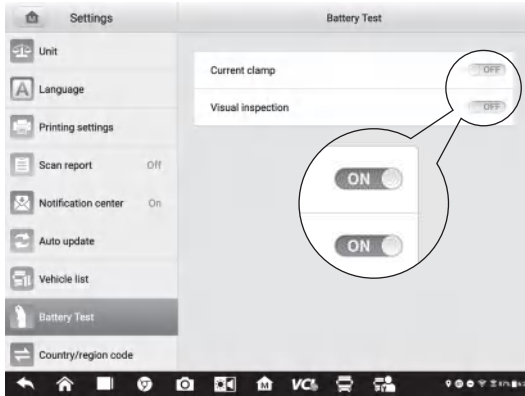 Settings
Battery Test
Unit
A Language
Printing settings
Scan report Off
Notification center On
Auto update
Vehicle list
Battery Test
Country/region code
Current clamp OFF
Visual inspection OFF
ON
ON
VCI